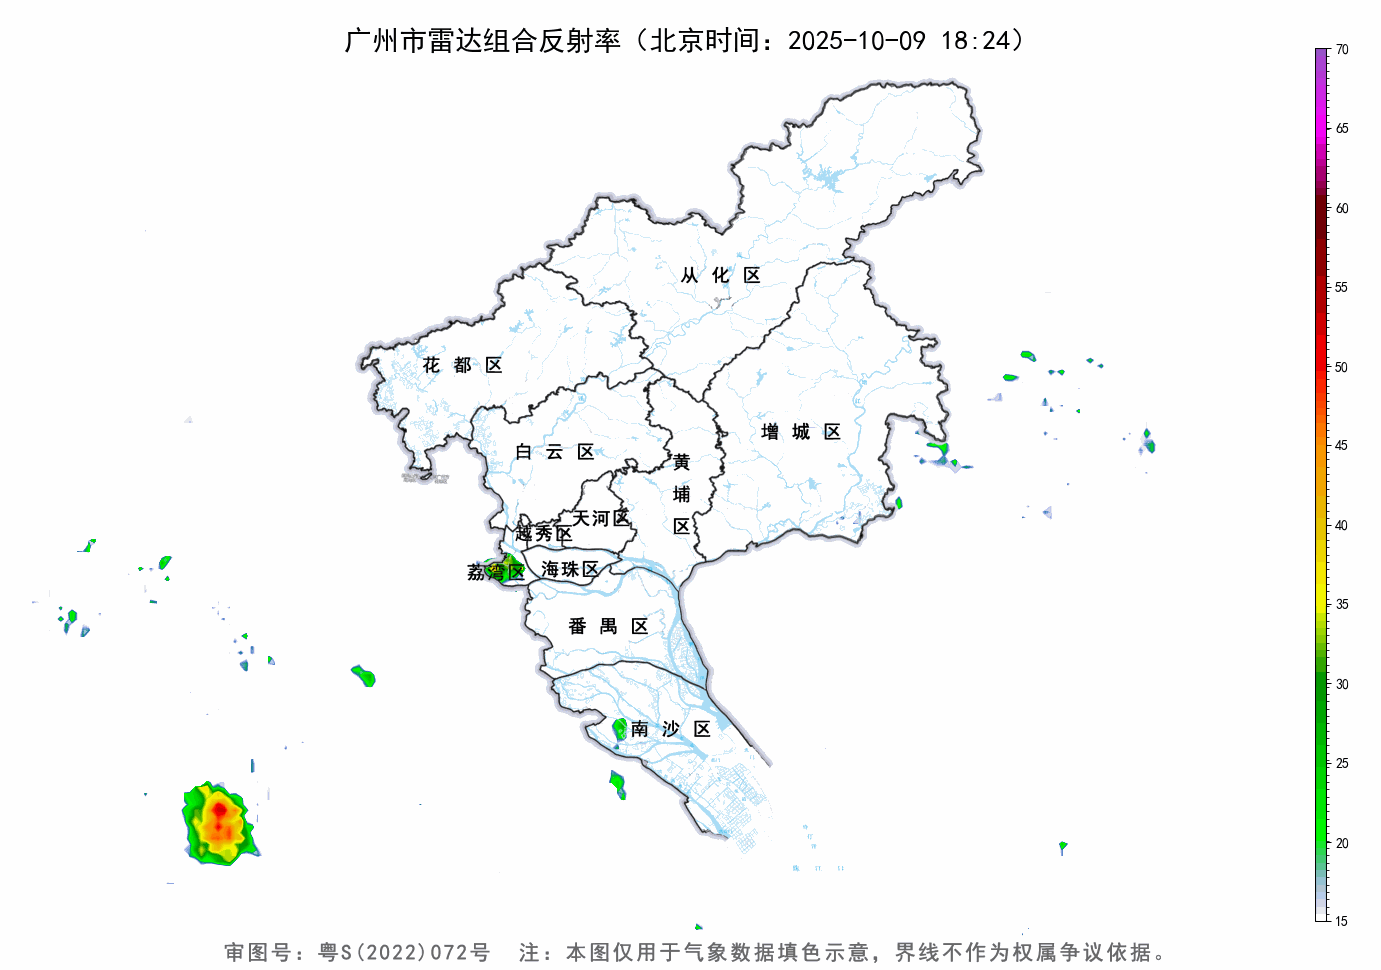 广州市雷达组合反射率（北京时间：2025-10-09 18:24）
70
65
60
55
50
45
40
35
30
25
20
15
从 化 区
花 都 区
增 城 区
白 云 区
黄
埔
区
天河区
越秀区
荔湾区
海珠区
番 禺 区
南 沙 区
审图号：粤S(2022)072号 注：本图仅用于气象数据填色示意，界线不作为权属争议依据。